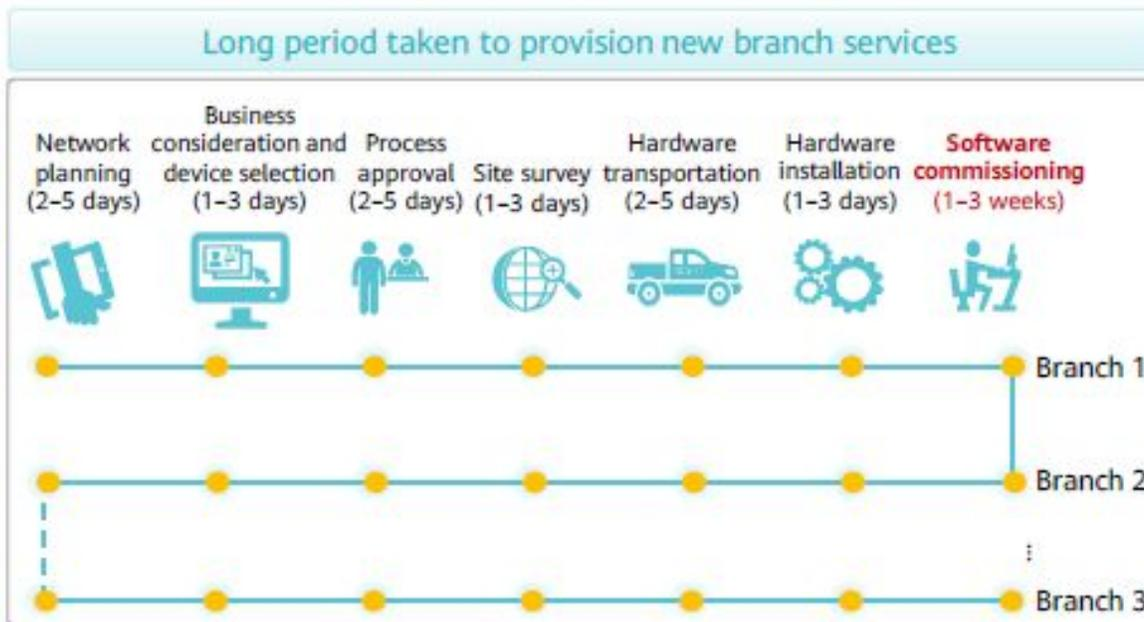 Long period taken to provision new branch services
Network
planning
(2–5 days)
Business
consideration and
device selection
(1–3 days)
Process
approval
(2–5 days)
Site survey
(1–3 days)
Hardware
transportation
(2–5 days)
Hardware
installation
(1–3 days)
Software
commissioning
(1–3 weeks)
Branch 1
Branch 2
⋮
Branch 3